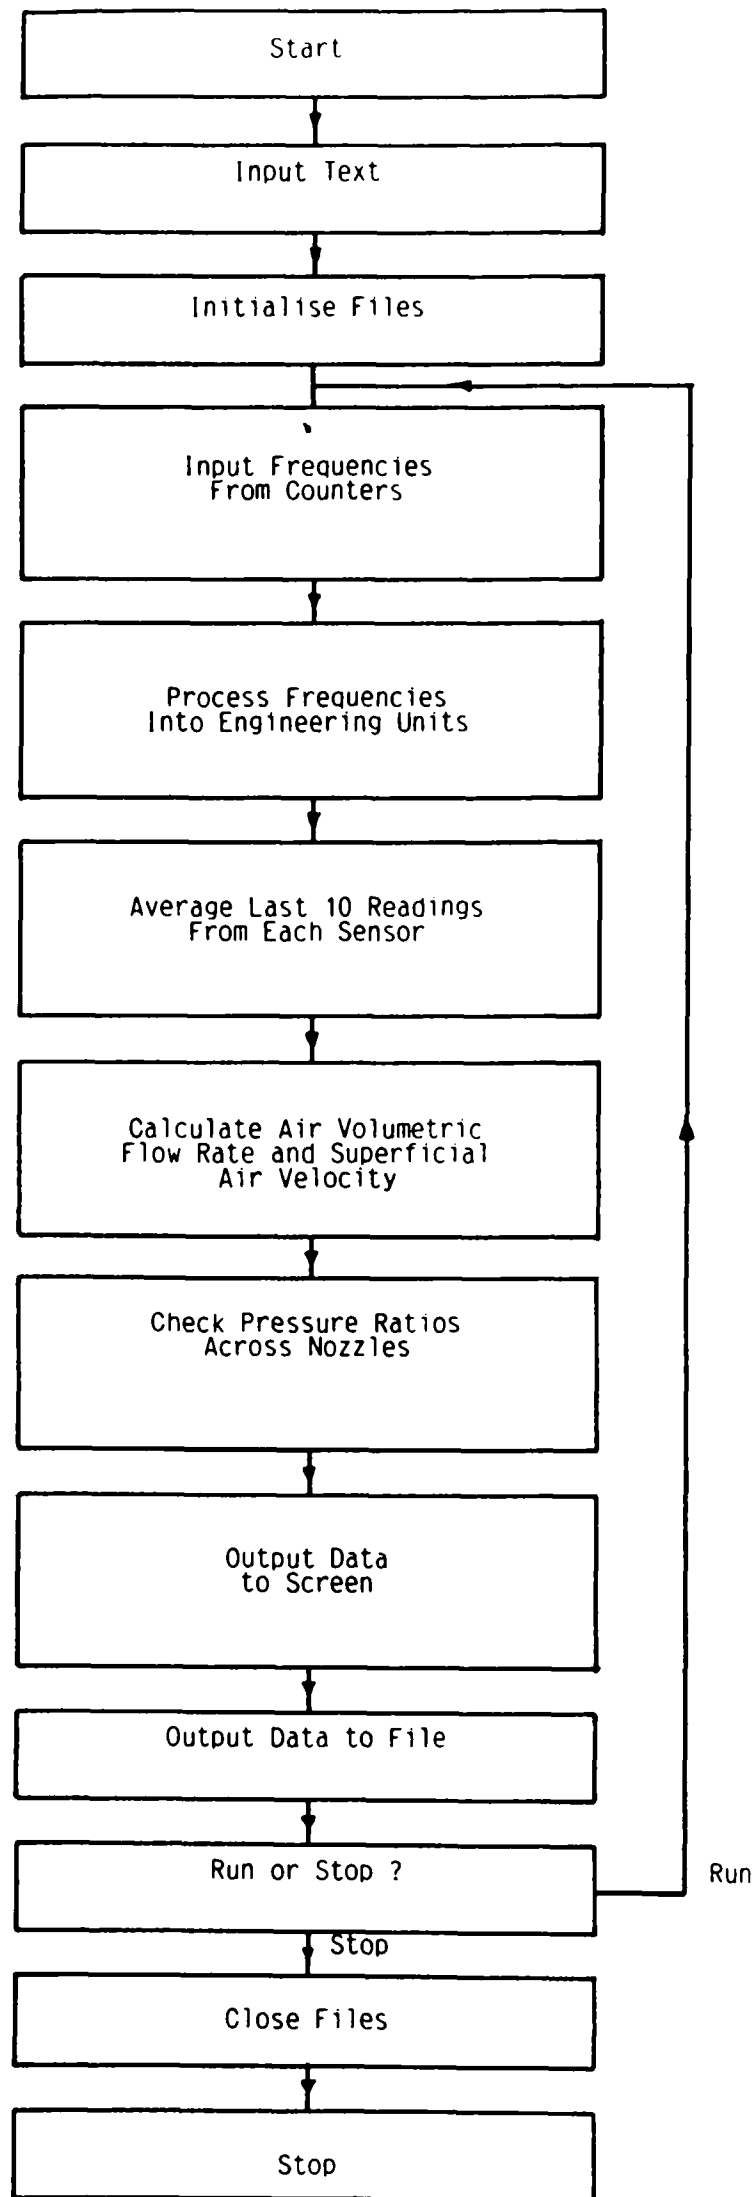 Start
Input Text
Initialise Files
Input Frequencies
From Counters
Process Frequencies
Into Engineering Units
Average Last 10 Readings
From Each Sensor
Calculate Air Volumetric
Flow Rate and Superficial
Air Velocity
Check Pressure Ratios
Across Nozzles
Output Data
to Screen
Output Data to File
Run or Stop ?
Run
Stop
Close Files
Stop